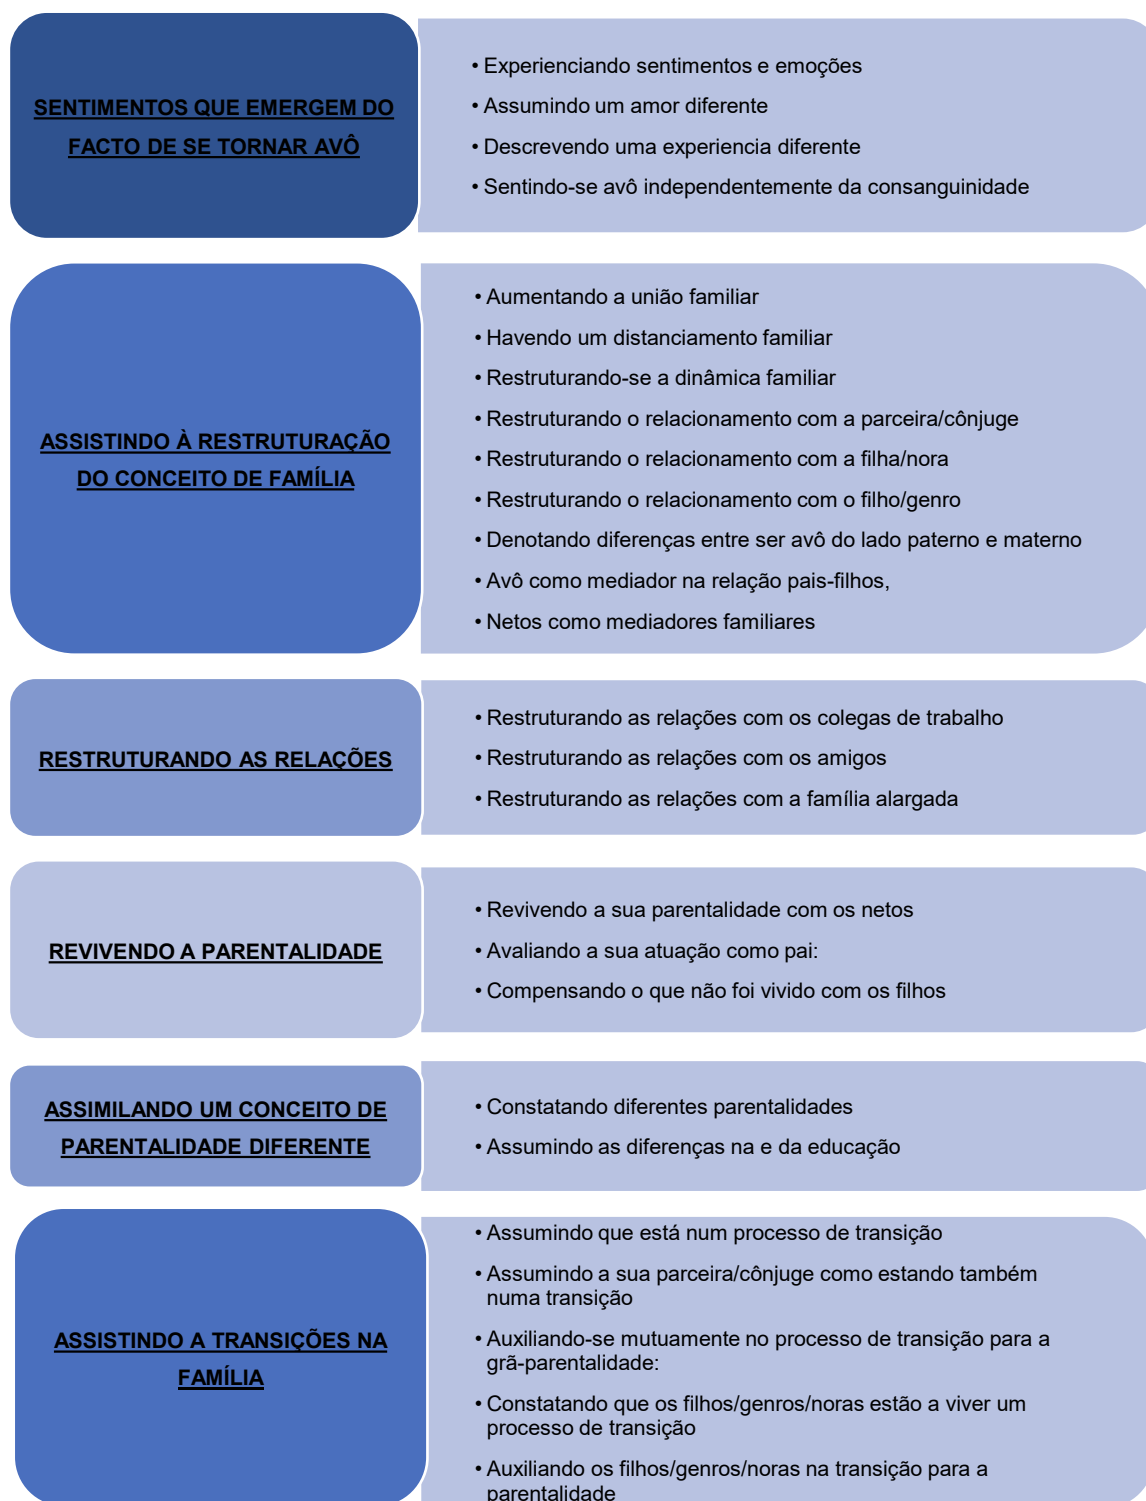 SENTIMENTOS QUE EMERGEM DO
FACTO DE SE TORNAR AVÔ
• Experienciando sentimentos e emoções
• Assumindo um amor diferente
• Descrevendo uma experiencia diferente
• Sentindo-se avô independentemente da consanguinidade
ASSISTINDO À RESTRUTURAÇÃO
DO CONCEITO DE FAMÍLIA
• Aumentando a união familiar
• Havendo um distanciamento familiar
• Restruturando-se a dinâmica familiar
• Restruturando o relacionamento com a parceira/cônjuge
• Restruturando o relacionamento com a filha/nora
• Restruturando o relacionamento com o filho/genro
• Denotando diferenças entre ser avô do lado paterno e materno
• Avô como mediador na relação pais-filhos,
• Netos como mediadores familiares
RESTRUTURANDO AS RELAÇÕES
• Restruturando as relações com os colegas de trabalho
• Restruturando as relações com os amigos
• Restruturando as relações com a família alargada
REVIVENDO A PARENTALIDADE
• Revivendo a sua parentalidade com os netos
• Avaliando a sua atuação como pai:
• Compensando o que não foi vivido com os filhos
ASSIMILANDO UM CONCEITO DE
PARENTALIDADE DIFERENTE
• Constatando diferentes parentalidades
• Assumindo as diferenças na e da educação
ASSISTINDO A TRANSIÇÕES NA
FAMÍLIA
• Assumindo que está num processo de transição
• Assumindo a sua parceira/cônjuge como estando também
numa transição
• Auxiliando-se mutuamente no processo de transição para a
grã-parentalidade:
• Constatando que os filhos/genros/noras estão a viver um
processo de transição
• Auxiliando os filhos/genros/noras na transição para a
parentalidade